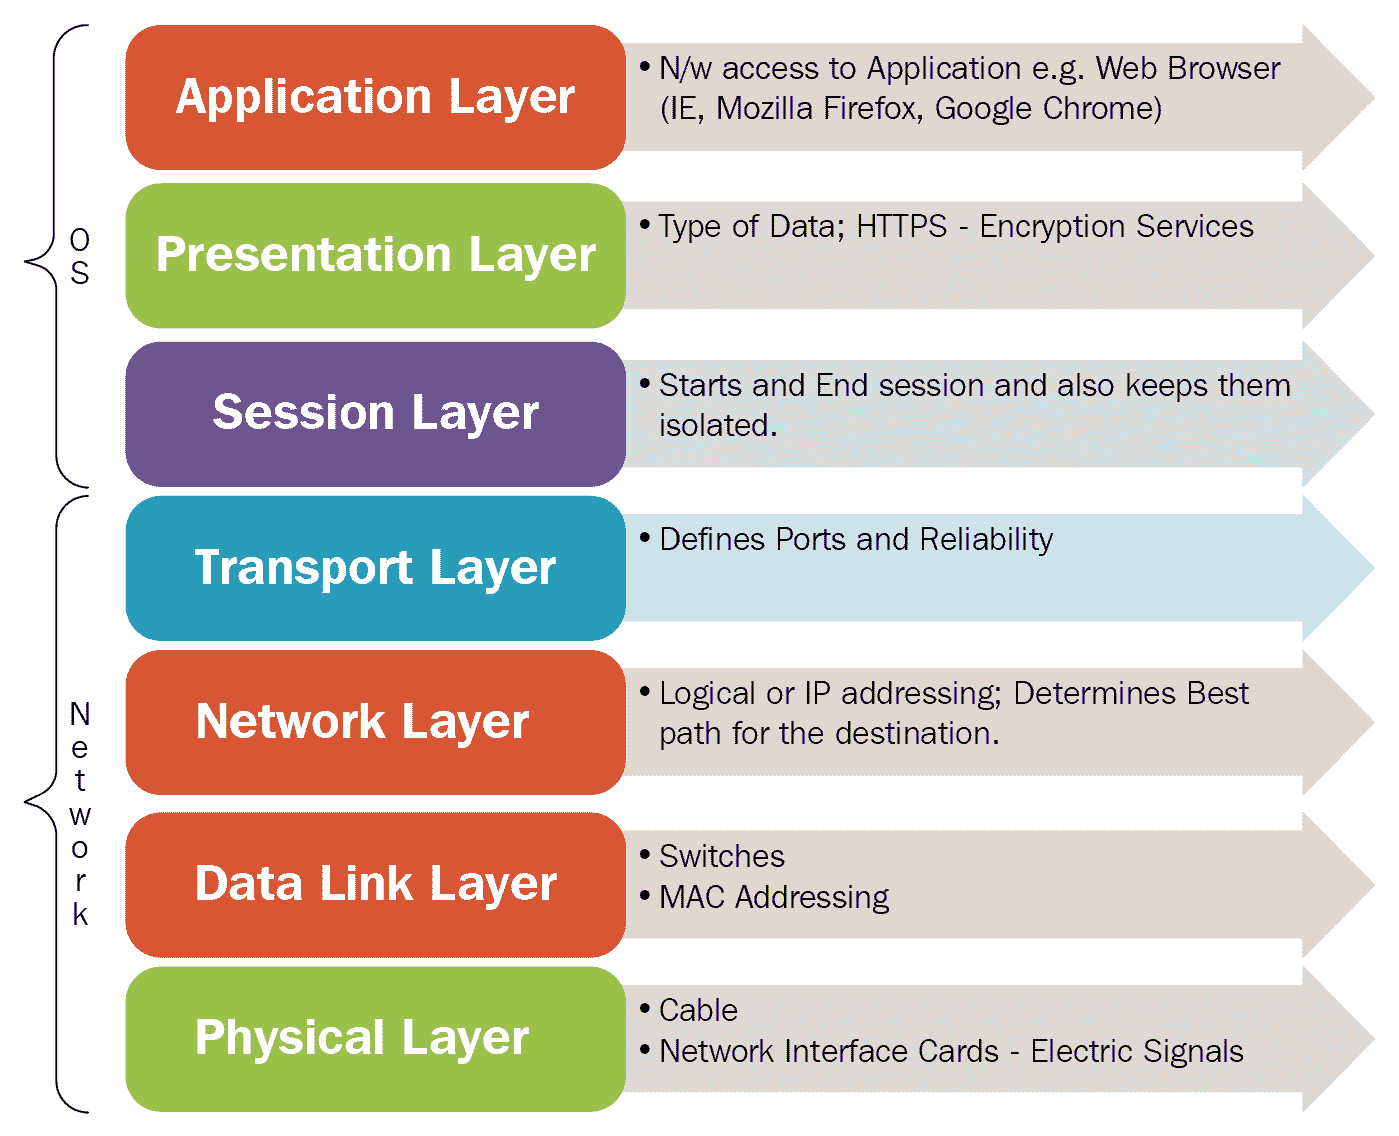 Application Layer
• N/w access to Application e.g. Web Browser
(IE, Mozilla Firefox, Google Chrome)
Presentation Layer
• Type of Data; HTTPS - Encryption Services
OS
Session Layer
• Starts and End session and also keeps them
isolated.
Transport Layer
• Defines Ports and Reliability
Network Layer
• Logical or IP addressing; Determines Best
path for the destination.
Network
Data Link Layer
• Switches
• MAC Addressing
Physical Layer
• Cable
• Network Interface Cards - Electric Signals